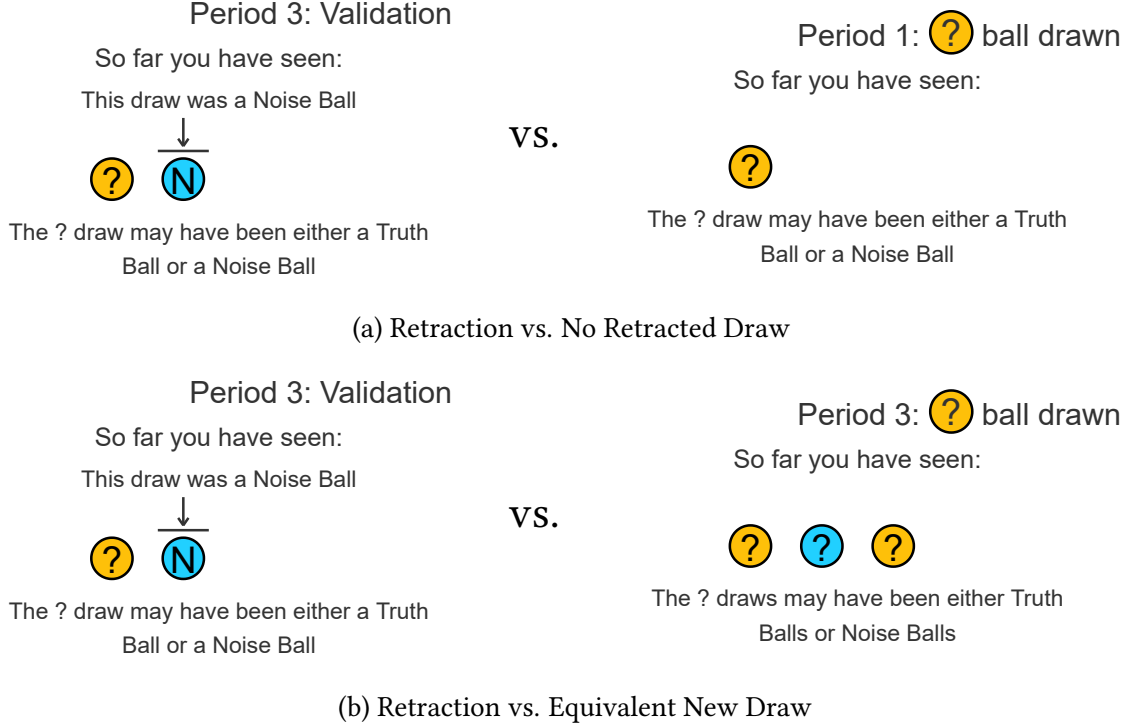 Period 3: Validation
So far you have seen:
This draw was a Noise Ball
? N
The ? draw may have been either a Truth
Ball or a Noise Ball
vs.
Period 1: ? ball drawn
So far you have seen:
?
The ? draw may have been either a Truth
Ball or a Noise Ball
(a) Retraction vs. No Retracted Draw
Period 3: Validation
So far you have seen:
This draw was a Noise Ball
? N
The ? draw may have been either a Truth
Ball or a Noise Ball
vs.
Period 3: ? ball drawn
So far you have seen:
? ? ?
The ? draws may have been either Truth
Balls or Noise Balls
(b) Retraction vs. Equivalent New Draw